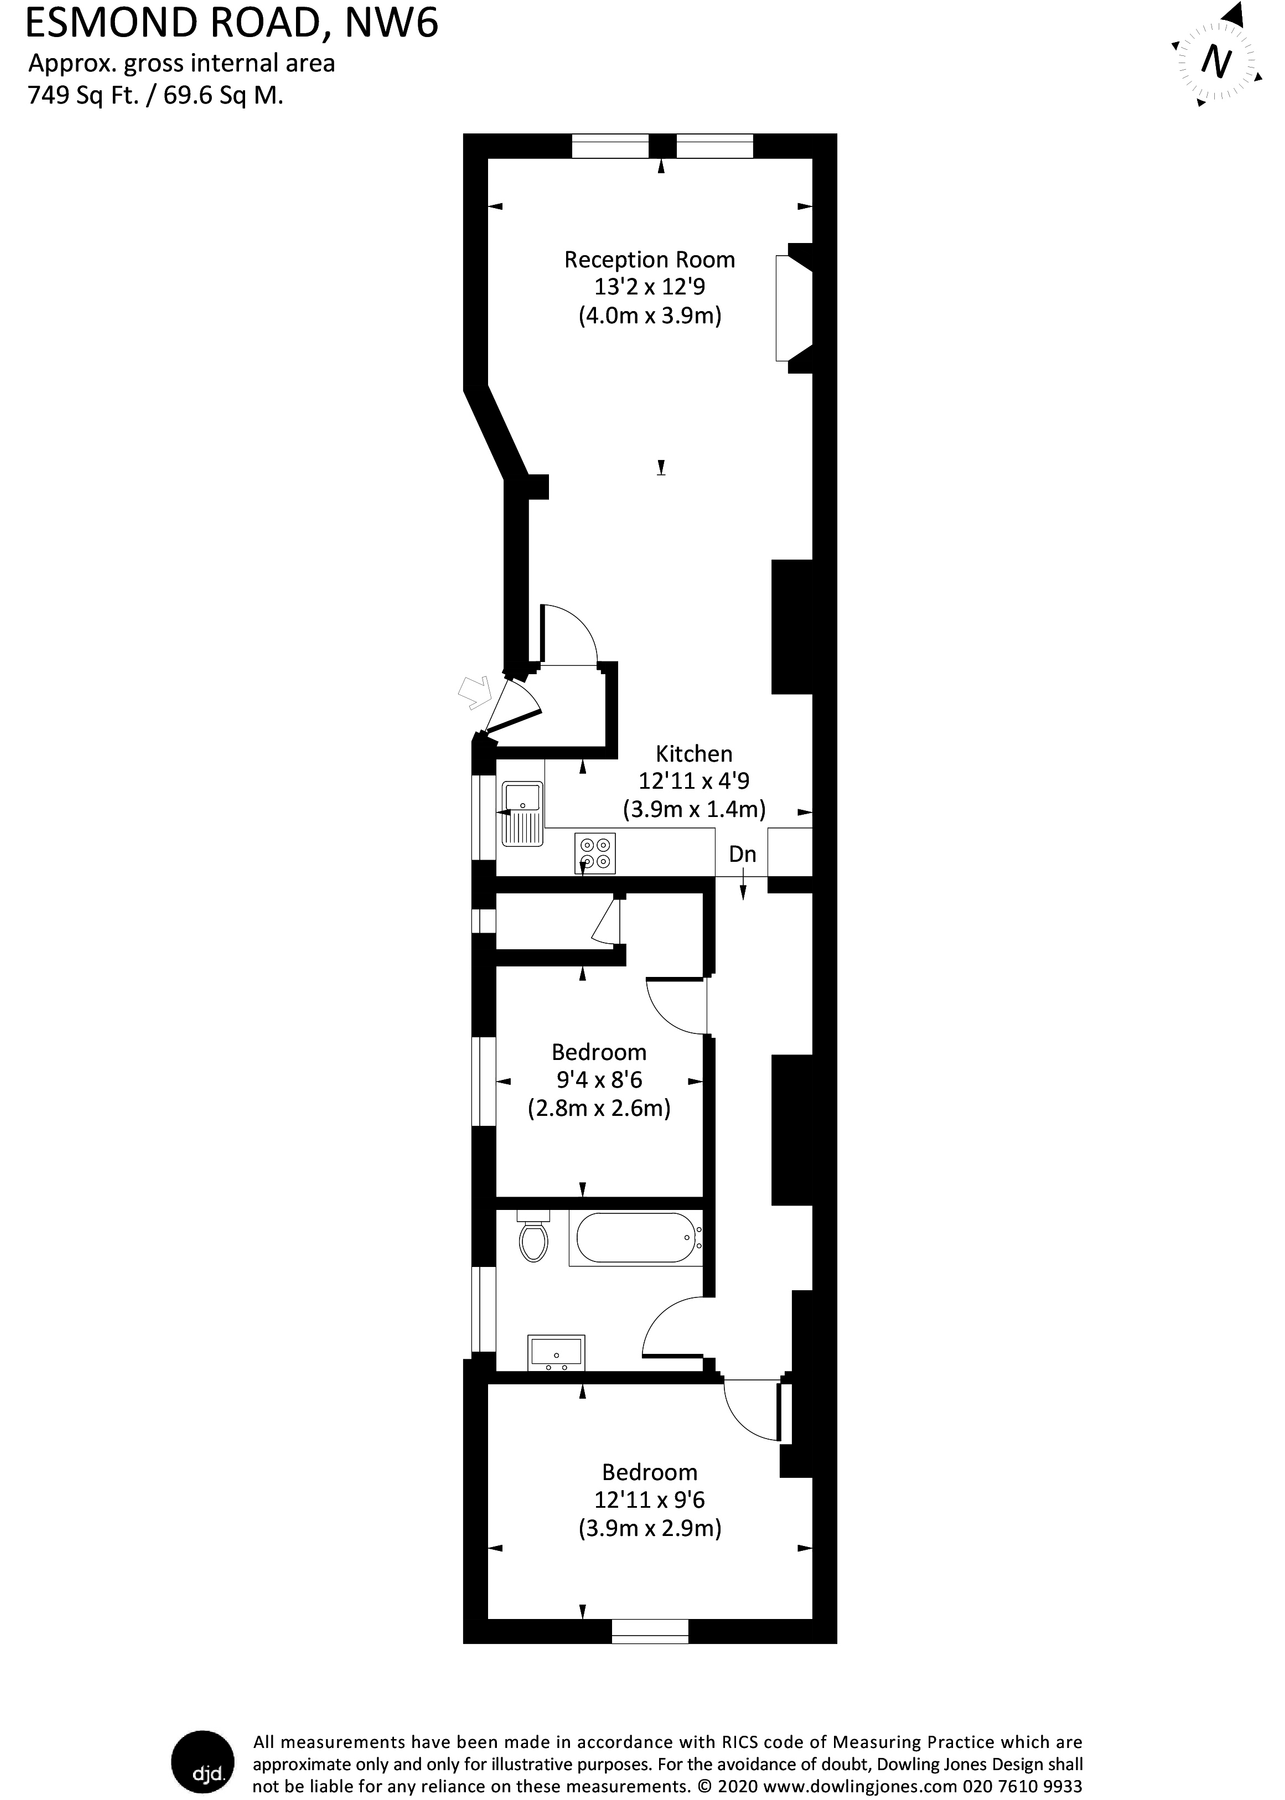 ESMOND ROAD, NW6
Approx. gross internal area
749 Sq Ft. / 69.6 Sq M.
N
Reception Room
13'2 x 12'9
(4.0m x 3.9m)
Kitchen
12'11 x 4'9
(3.9m x 1.4m)
Dn
Bedroom
9'4 x 8'6
(2.8m x 2.6m)
Bedroom
12'11 x 9'6
(3.9m x 2.9m)
djd.
All measurements have been made in accordance with RICS code of Measuring Practice which are
approximate only and only for illustrative purposes. For the avoidance of doubt, Dowling Jones Design shall
not be liable for any reliance on these measurements. © 2020 www.dowlingjones.com 020 7610 9933